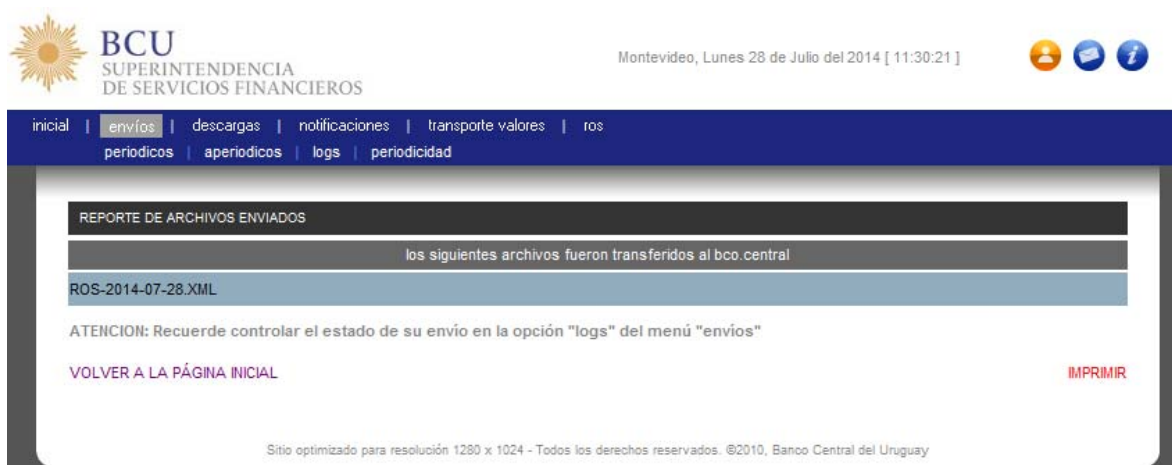 BCU
SUPERINTENDENCIA
DE SERVICIOS FINANCIEROS
Montevideo, Lunes 28 de Julio del 2014 [ 11:30:21 ]
inicial | envíos | descargas | notificaciones | transporte valores | ros
periodicos | aperiodicos | logs | periodicidad
REPORTE DE ARCHIVOS ENVIADOS
los siguientes archivos fueron transferidos al bco.central
ROS-2014-07-28.XML
ATENCION: Recuerde controlar el estado de su envío en la opción "logs" del menú "envíos"
VOLVER A LA PÁGINA INICIAL
IMPRIMIR
Sitio optimizado para resolución 1280 x 1024 - Todos los derechos reservados. ©2010, Banco Central del Uruguay